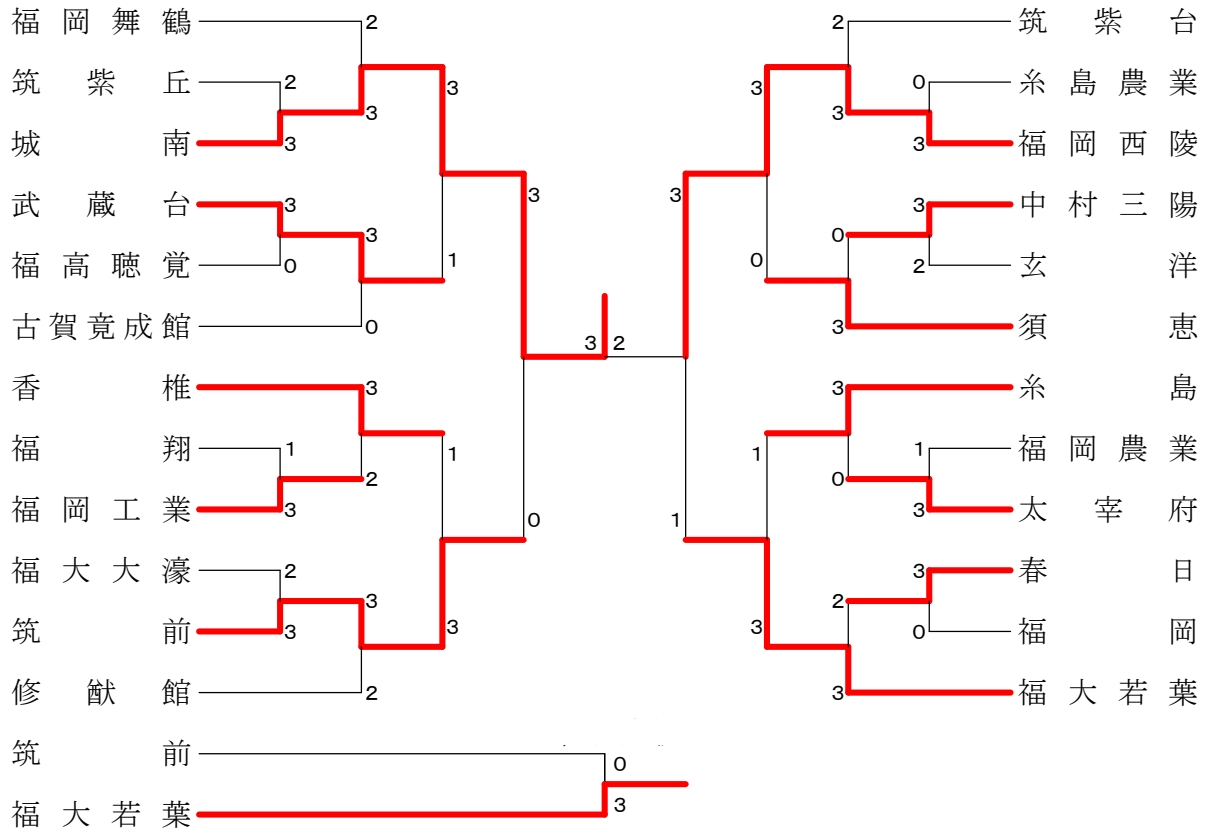 福岡舞鶴 2 2 筑紫台
筑紫丘 2 3 3 3 0 糸島農業
城南 3 3 3 3 福岡西陵
武蔵台 3 3 3 3 中村三陽
福高聴覚 0 3 1 0 0 2 玄洋
古賀竟成館 0 3 須恵
3 2
香椎 3 3 糸島
福翔 1 1 1 1 福岡農業
福岡工業 3 2 0 3 太宰府
0 1
福大大濠 2 3 春日
筑前 3 3 3 3 2 0 福岡
修猷館 2 3 福大若葉
筑前 0
福大若葉 3